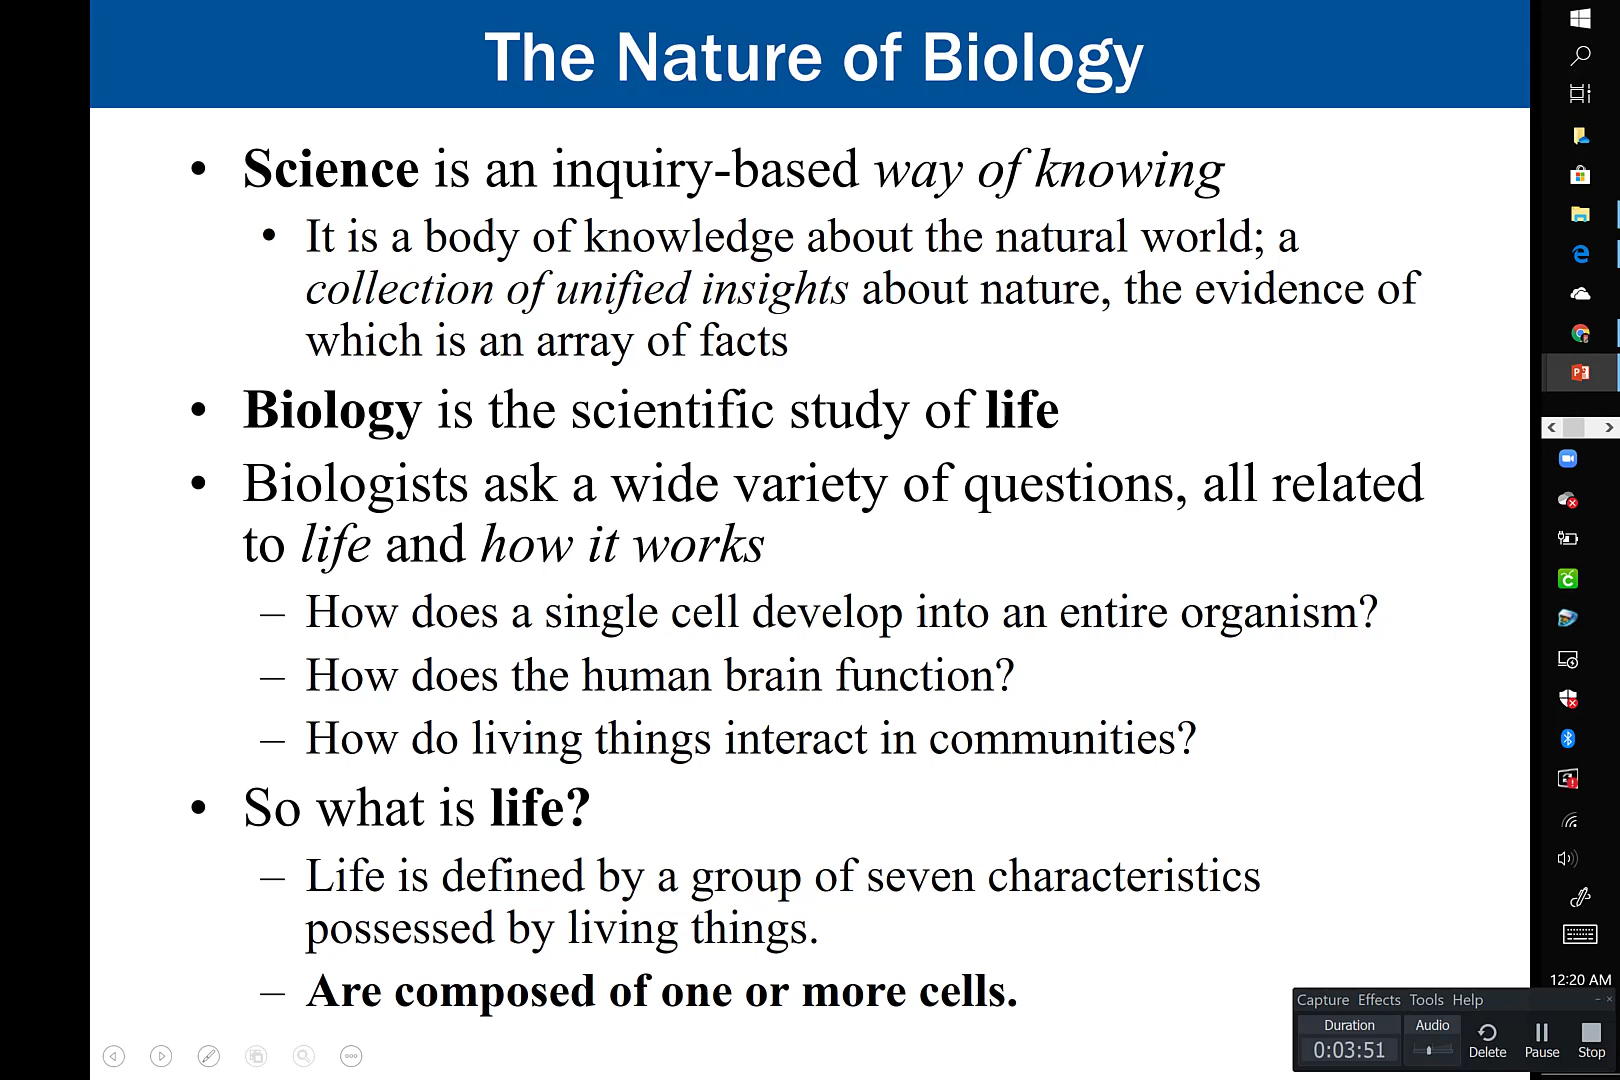 The Nature of Biology
• Science is an inquiry-based way of knowing
• It is a body of knowledge about the natural world; a
collection of unified insights about nature, the evidence of
which is an array of facts
• Biology is the scientific study of life
• Biologists ask a wide variety of questions, all related
to life and how it works
– How does a single cell develop into an entire organism?
– How does the human brain function?
– How do living things interact in communities?
• So what is life?
– Life is defined by a group of seven characteristics
possessed by living things.
– Are composed of one or more cells.
12:20 AM
Capture Effects Tools Help
Duration Audio
0:03:51 Delete Pause Stop